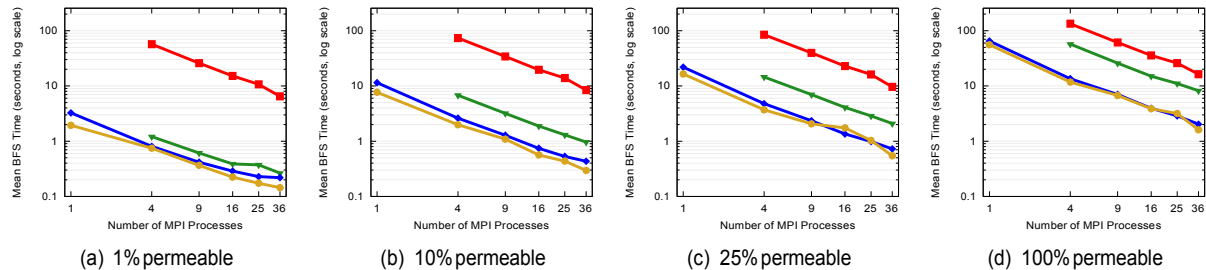 Mean BFS Time (seconds, log scale)
100
10
1
0.1
1 4 9 16 25 36
Number of MPI Processes
(a) 1% permeable
Mean BFS Time (seconds, log scale)
100
10
1
0.1
1 4 9 16 25 36
Number of MPI Processes
(b) 10% permeable
Mean BFS Time (seconds, log scale)
100
10
1
0.1
1 4 9 16 25 36
Number of MPI Processes
(c) 25% permeable
Mean BFS Time (seconds, log scale)
100
10
1
0.1
1 4 9 16 25 36
Number of MPI Processes
(d) 100% permeable